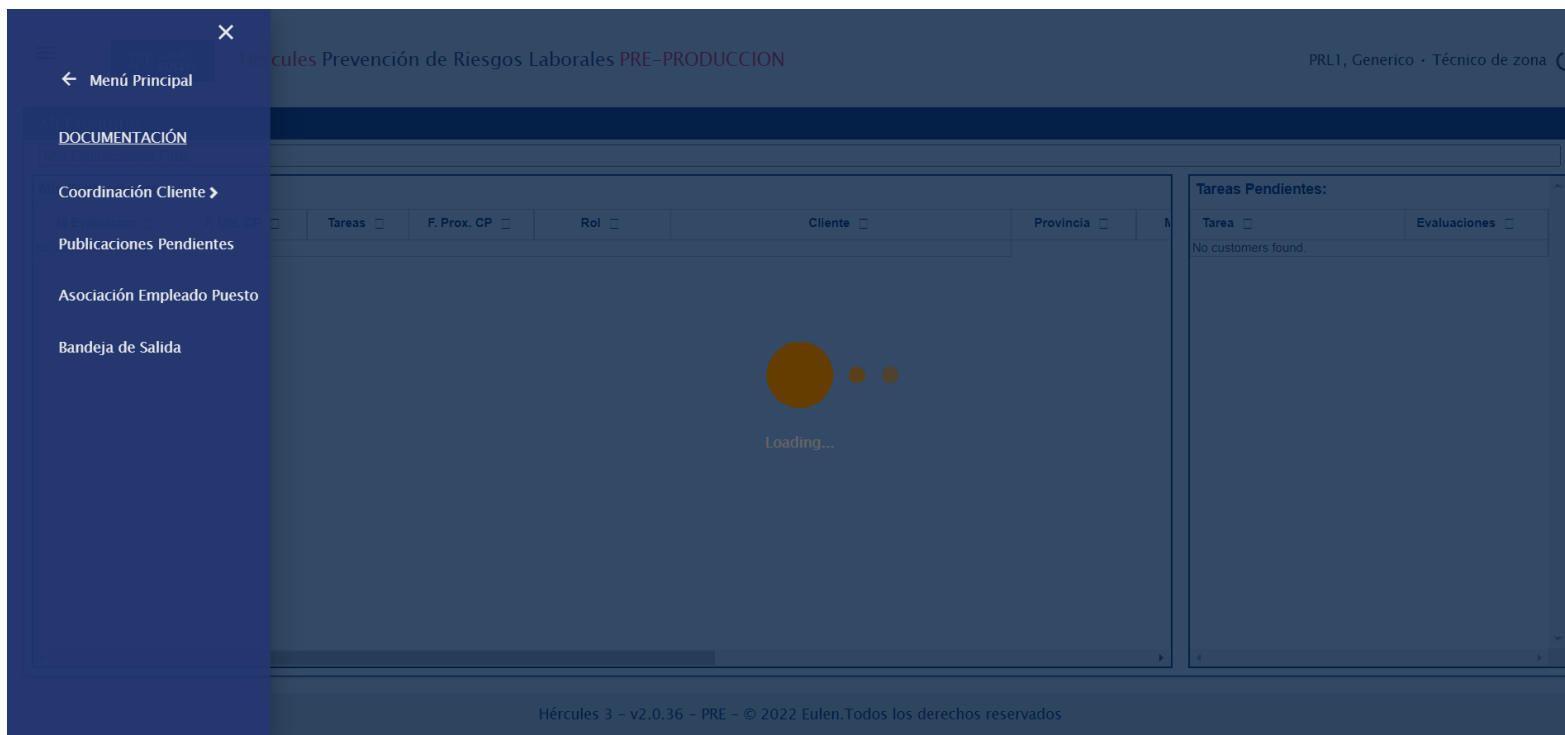 cules Prevención de Riesgos Laborales PRE-PRODUCCION
PRL1, Generico · Técnico de zona
Menú Principal
DOCUMENTACIÓN
Coordinación Cliente
Publicaciones Pendientes
Asociación Empleado Puesto
Bandeja de Salida
Tareas F. Prox. CP Rol Cliente Provincia M
Tareas Pendientes:
Tarea Evaluaciones
No customers found.
Loading...
Hércules 3 - v2.0.36 - PRE - © 2022 Eulen.Todos los derechos reservados